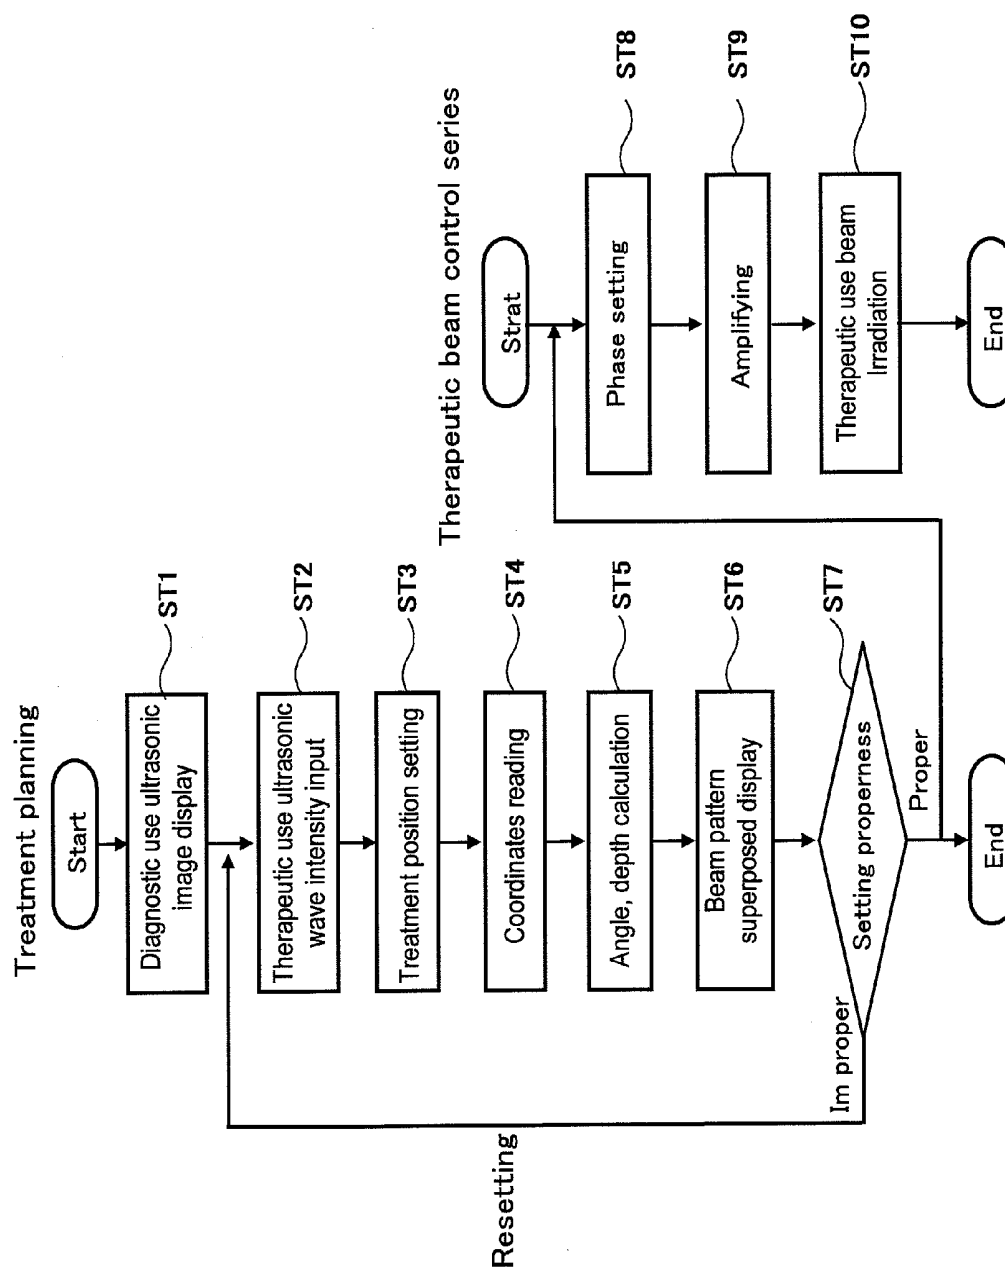 Treatment planning
Start
Diagnostic use ultrasonic
image display
ST1
Therapeutic use ultrasonic
wave intensity input
ST2
Treatment position setting
ST3
Coordinates reading
ST4
Angle, depth calculation
ST5
Beam pattern
superposed display
ST6
Setting properness
ST7
Im proper
Proper
Resetting
End
Therapeutic beam control series
Strat
Phase setting
ST8
Amplifying
ST9
Therapeutic use beam
Irradiation
ST10
End